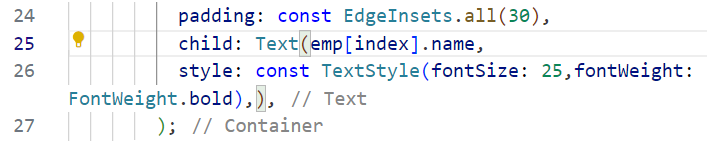 24 padding: const EdgeInsets.all(30),
25 child: Text(emp[index].name,
26 style: const TextStyle(fontSize: 25,fontWeight:
FontWeight.bold),), // Text
27 ); // Container